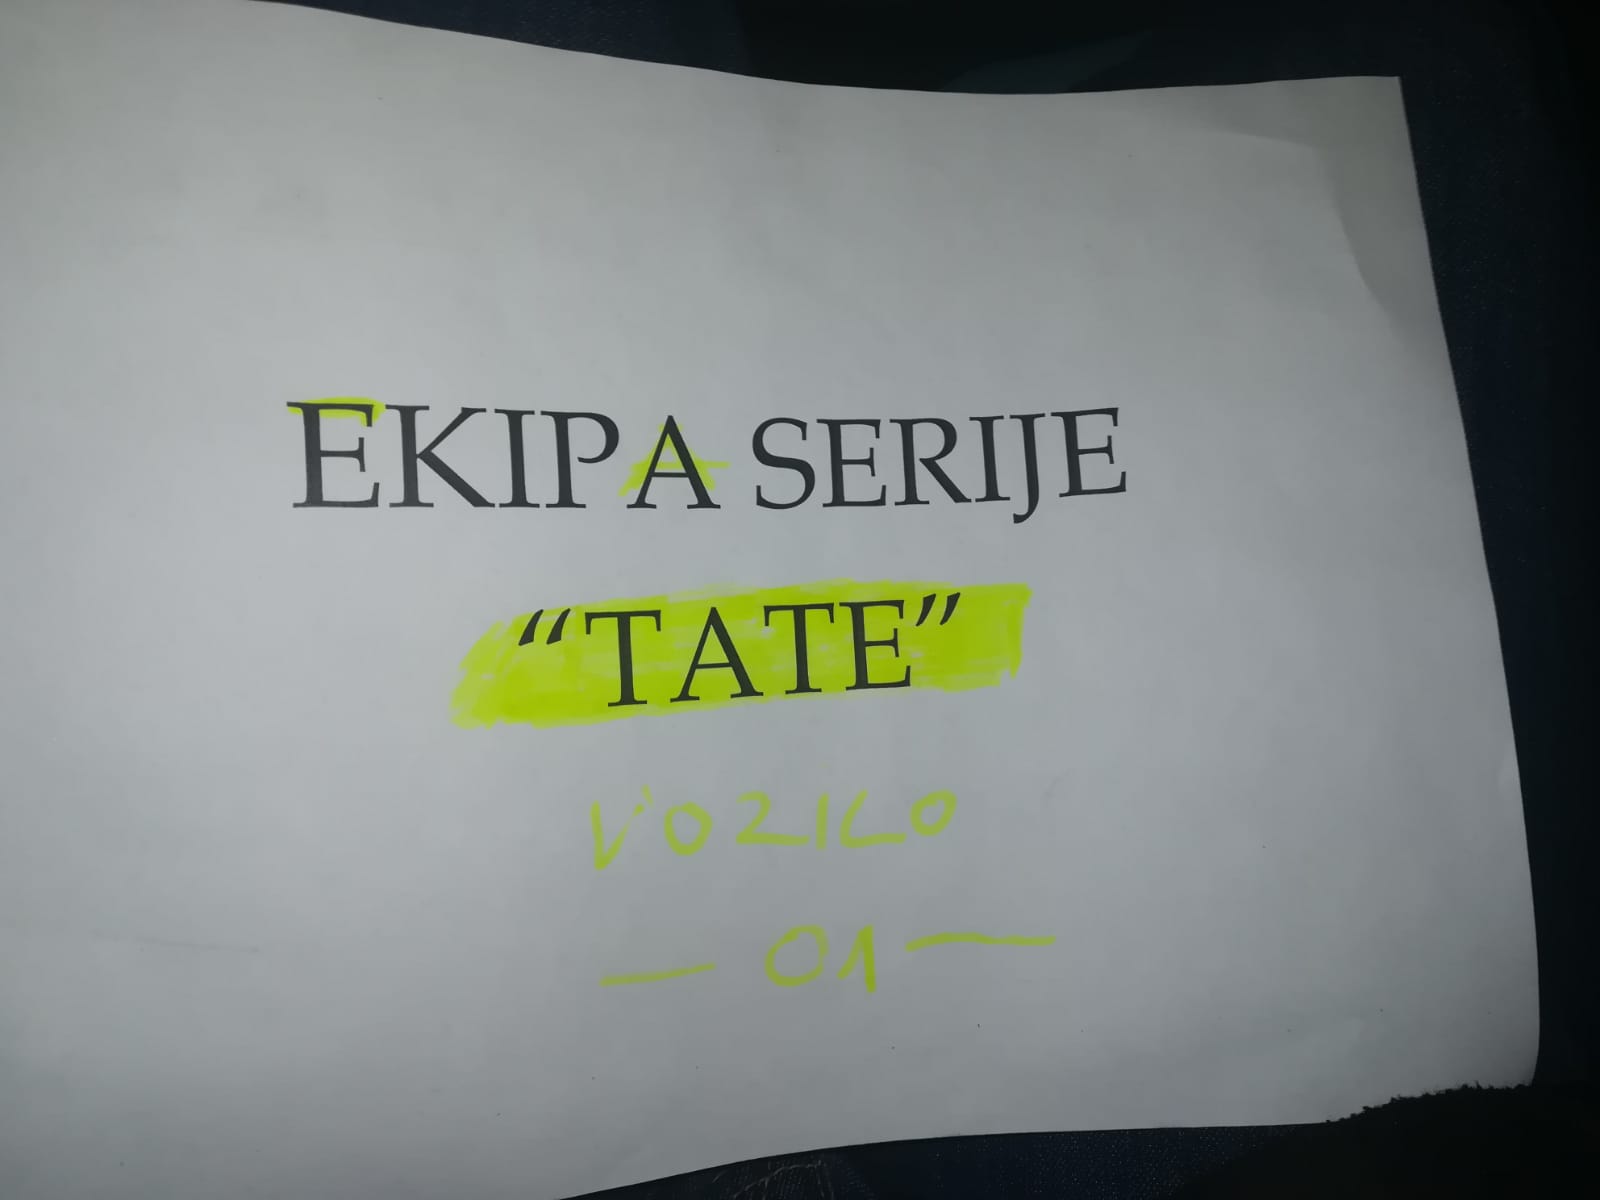 EKIPA SERIJE
“TATE”
VOZILO
— 01 —